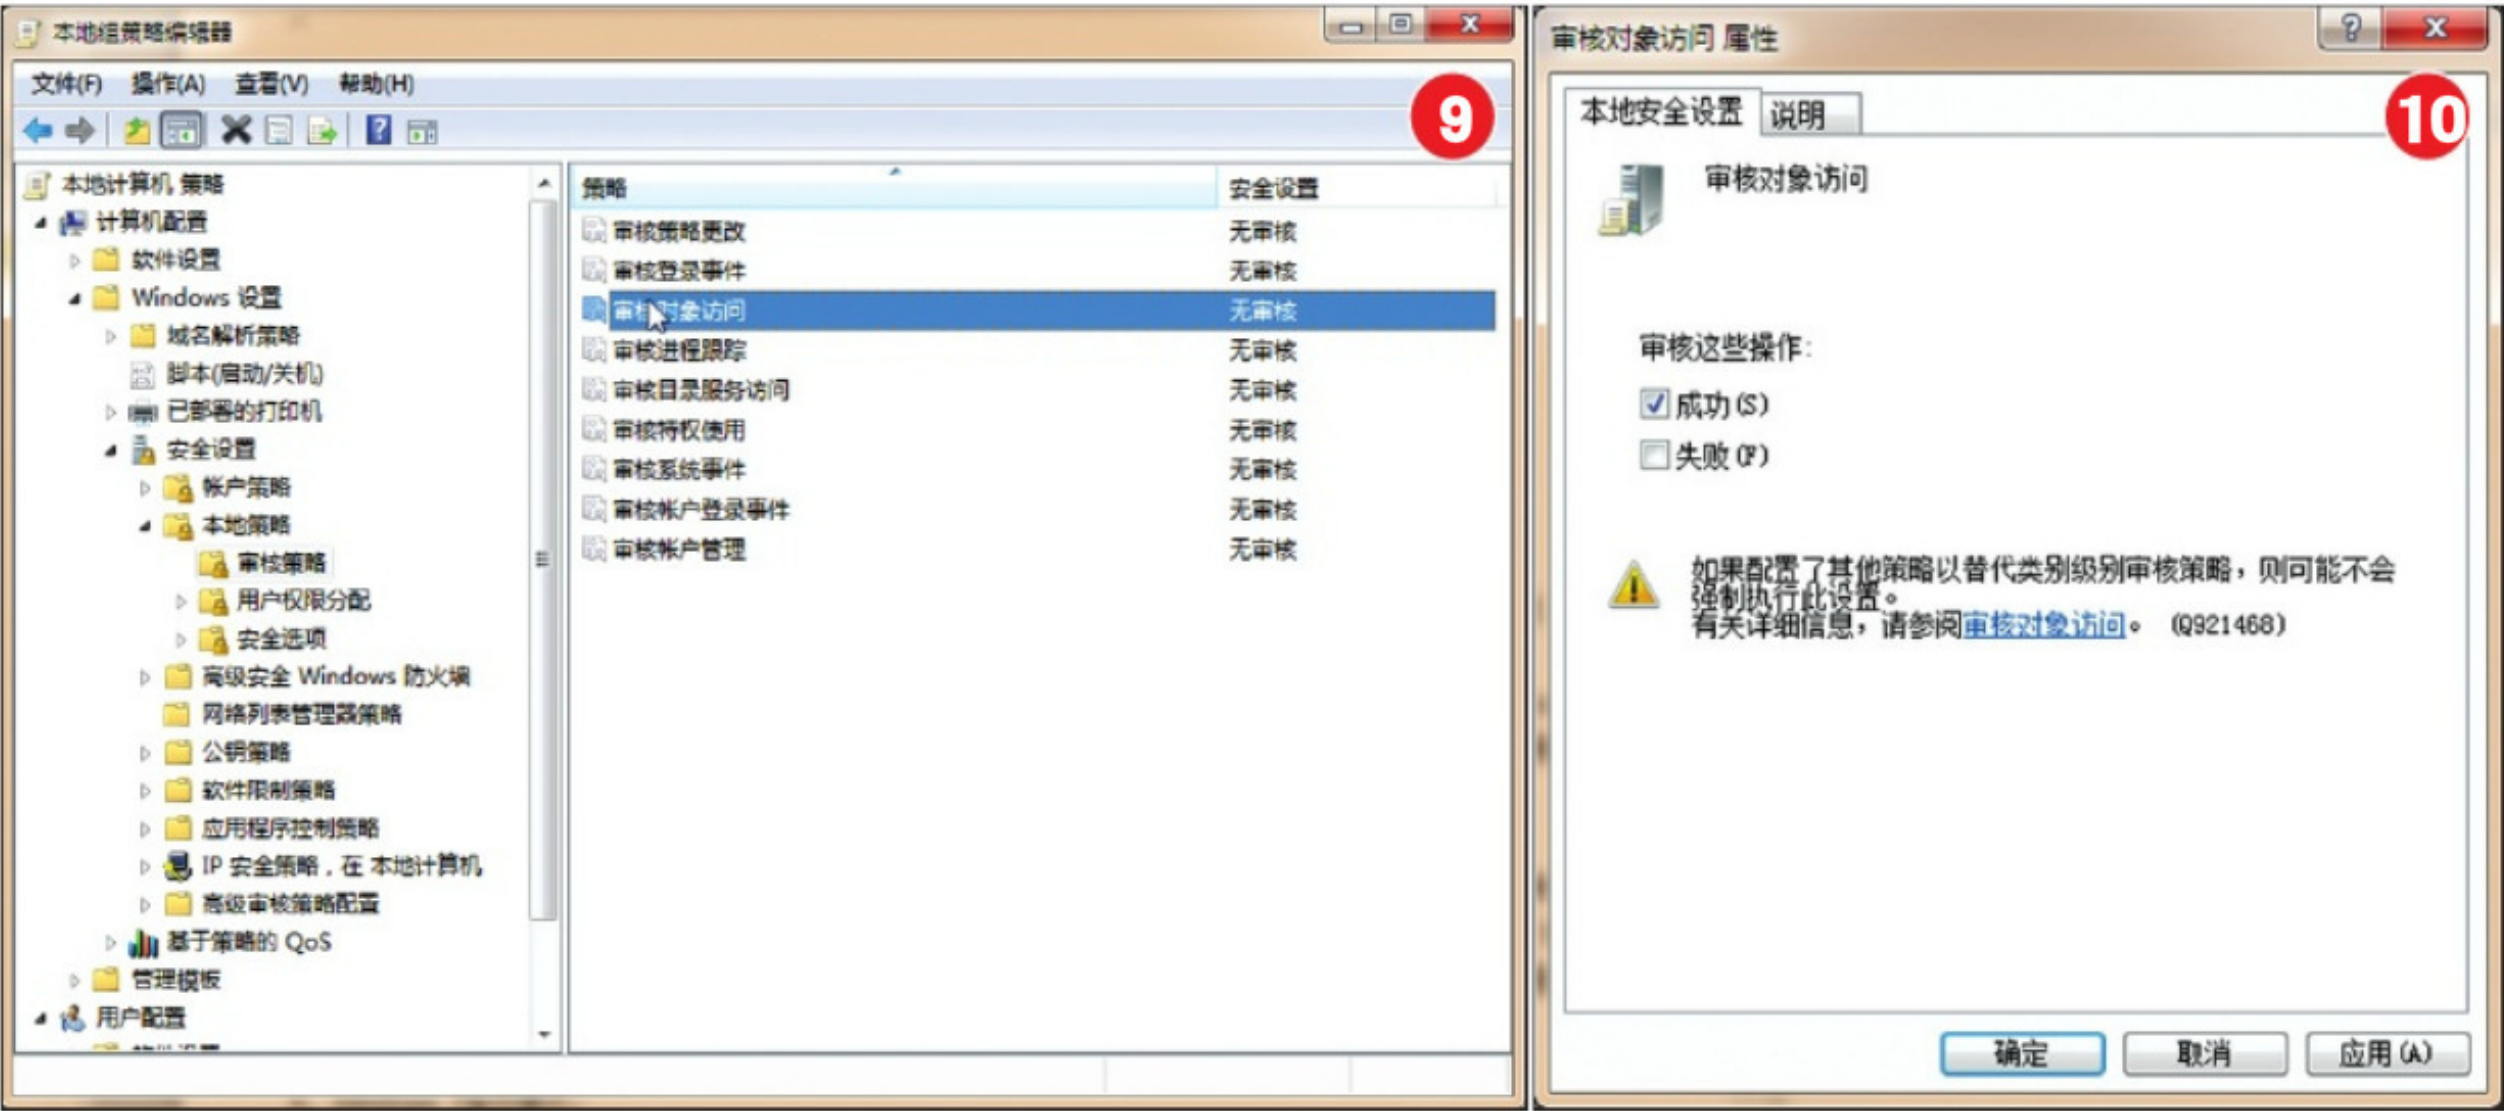 本地组策略编辑器
文件(F) 操作(A) 查看(V) 帮助(H)
9
本地计算机 策略
计算机配置
软件设置
Windows 设置
域名解析策略
脚本(启动/关机)
已部署的打印机
安全设置
帐户策略
本地策略
审核策略
用户权限分配
安全选项
高级安全 Windows 防火墙
网络列表管理器策略
公钥策略
软件限制策略
应用程序控制策略
IP 安全策略，在 本地计算机
高级审核策略配置
基于策略的 QoS
管理模板
用户配置
策略 安全设置
审核策略更改 无审核
审核登录事件 无审核
审核对象访问 无审核
审核进程跟踪 无审核
审核目录服务访问 无审核
审核特权使用 无审核
审核系统事件 无审核
审核帐户登录事件 无审核
审核帐户管理 无审核
审核对象访问 属性
10
本地安全设置 说明
审核对象访问
审核这些操作:
成功(S)
失败(F)
如果配置了其他策略以替代类别级别审核策略，则可能不会
强制执行此设置。
有关详细信息，请参阅审核对象访问。 (Q921468)
确定 取消 应用(A)